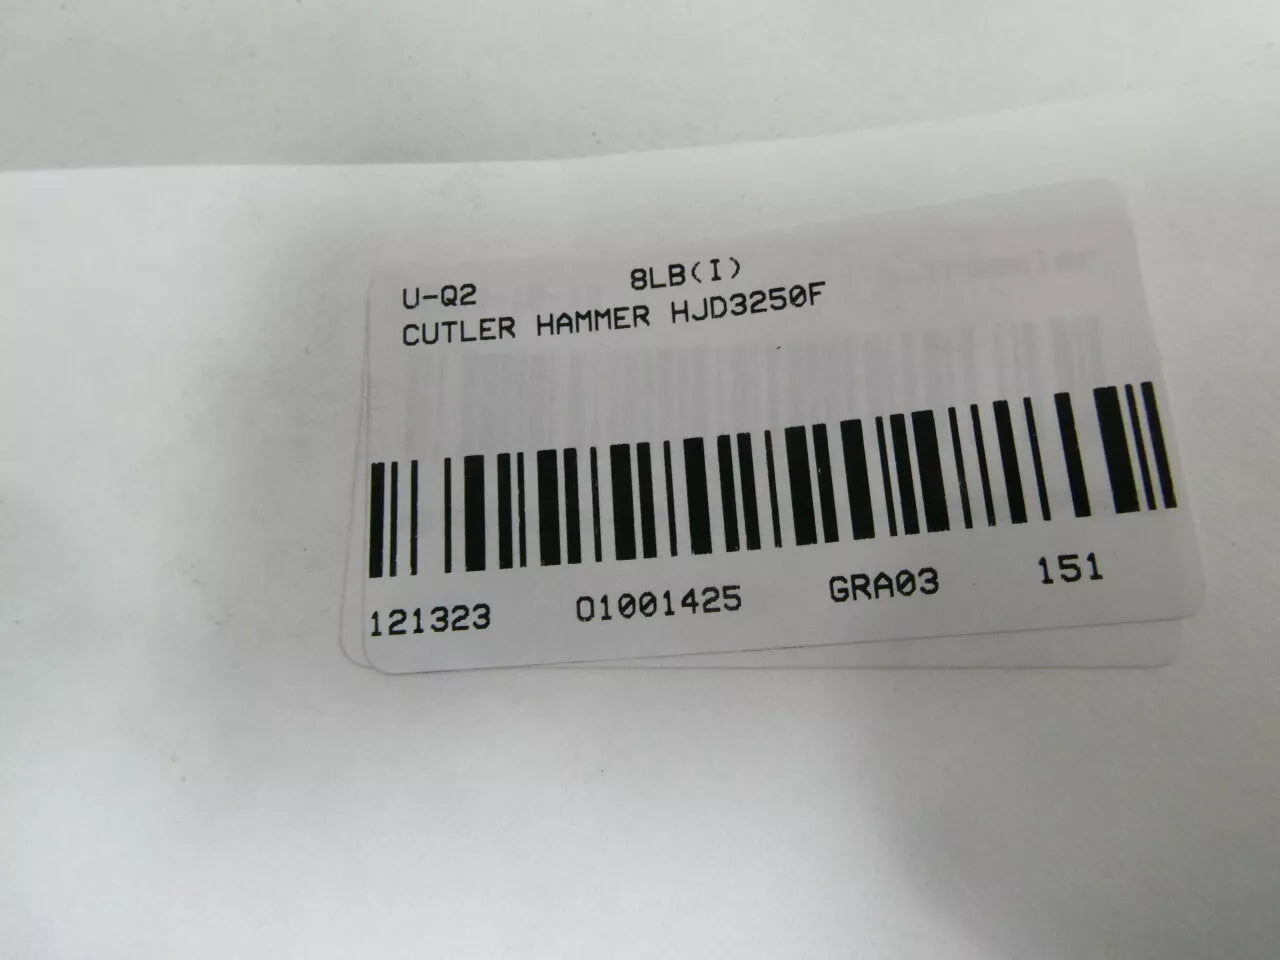 U-Q2 8LB(I)
CUTLER HAMMER HJD3250F
121323 01001425 GRA03 151